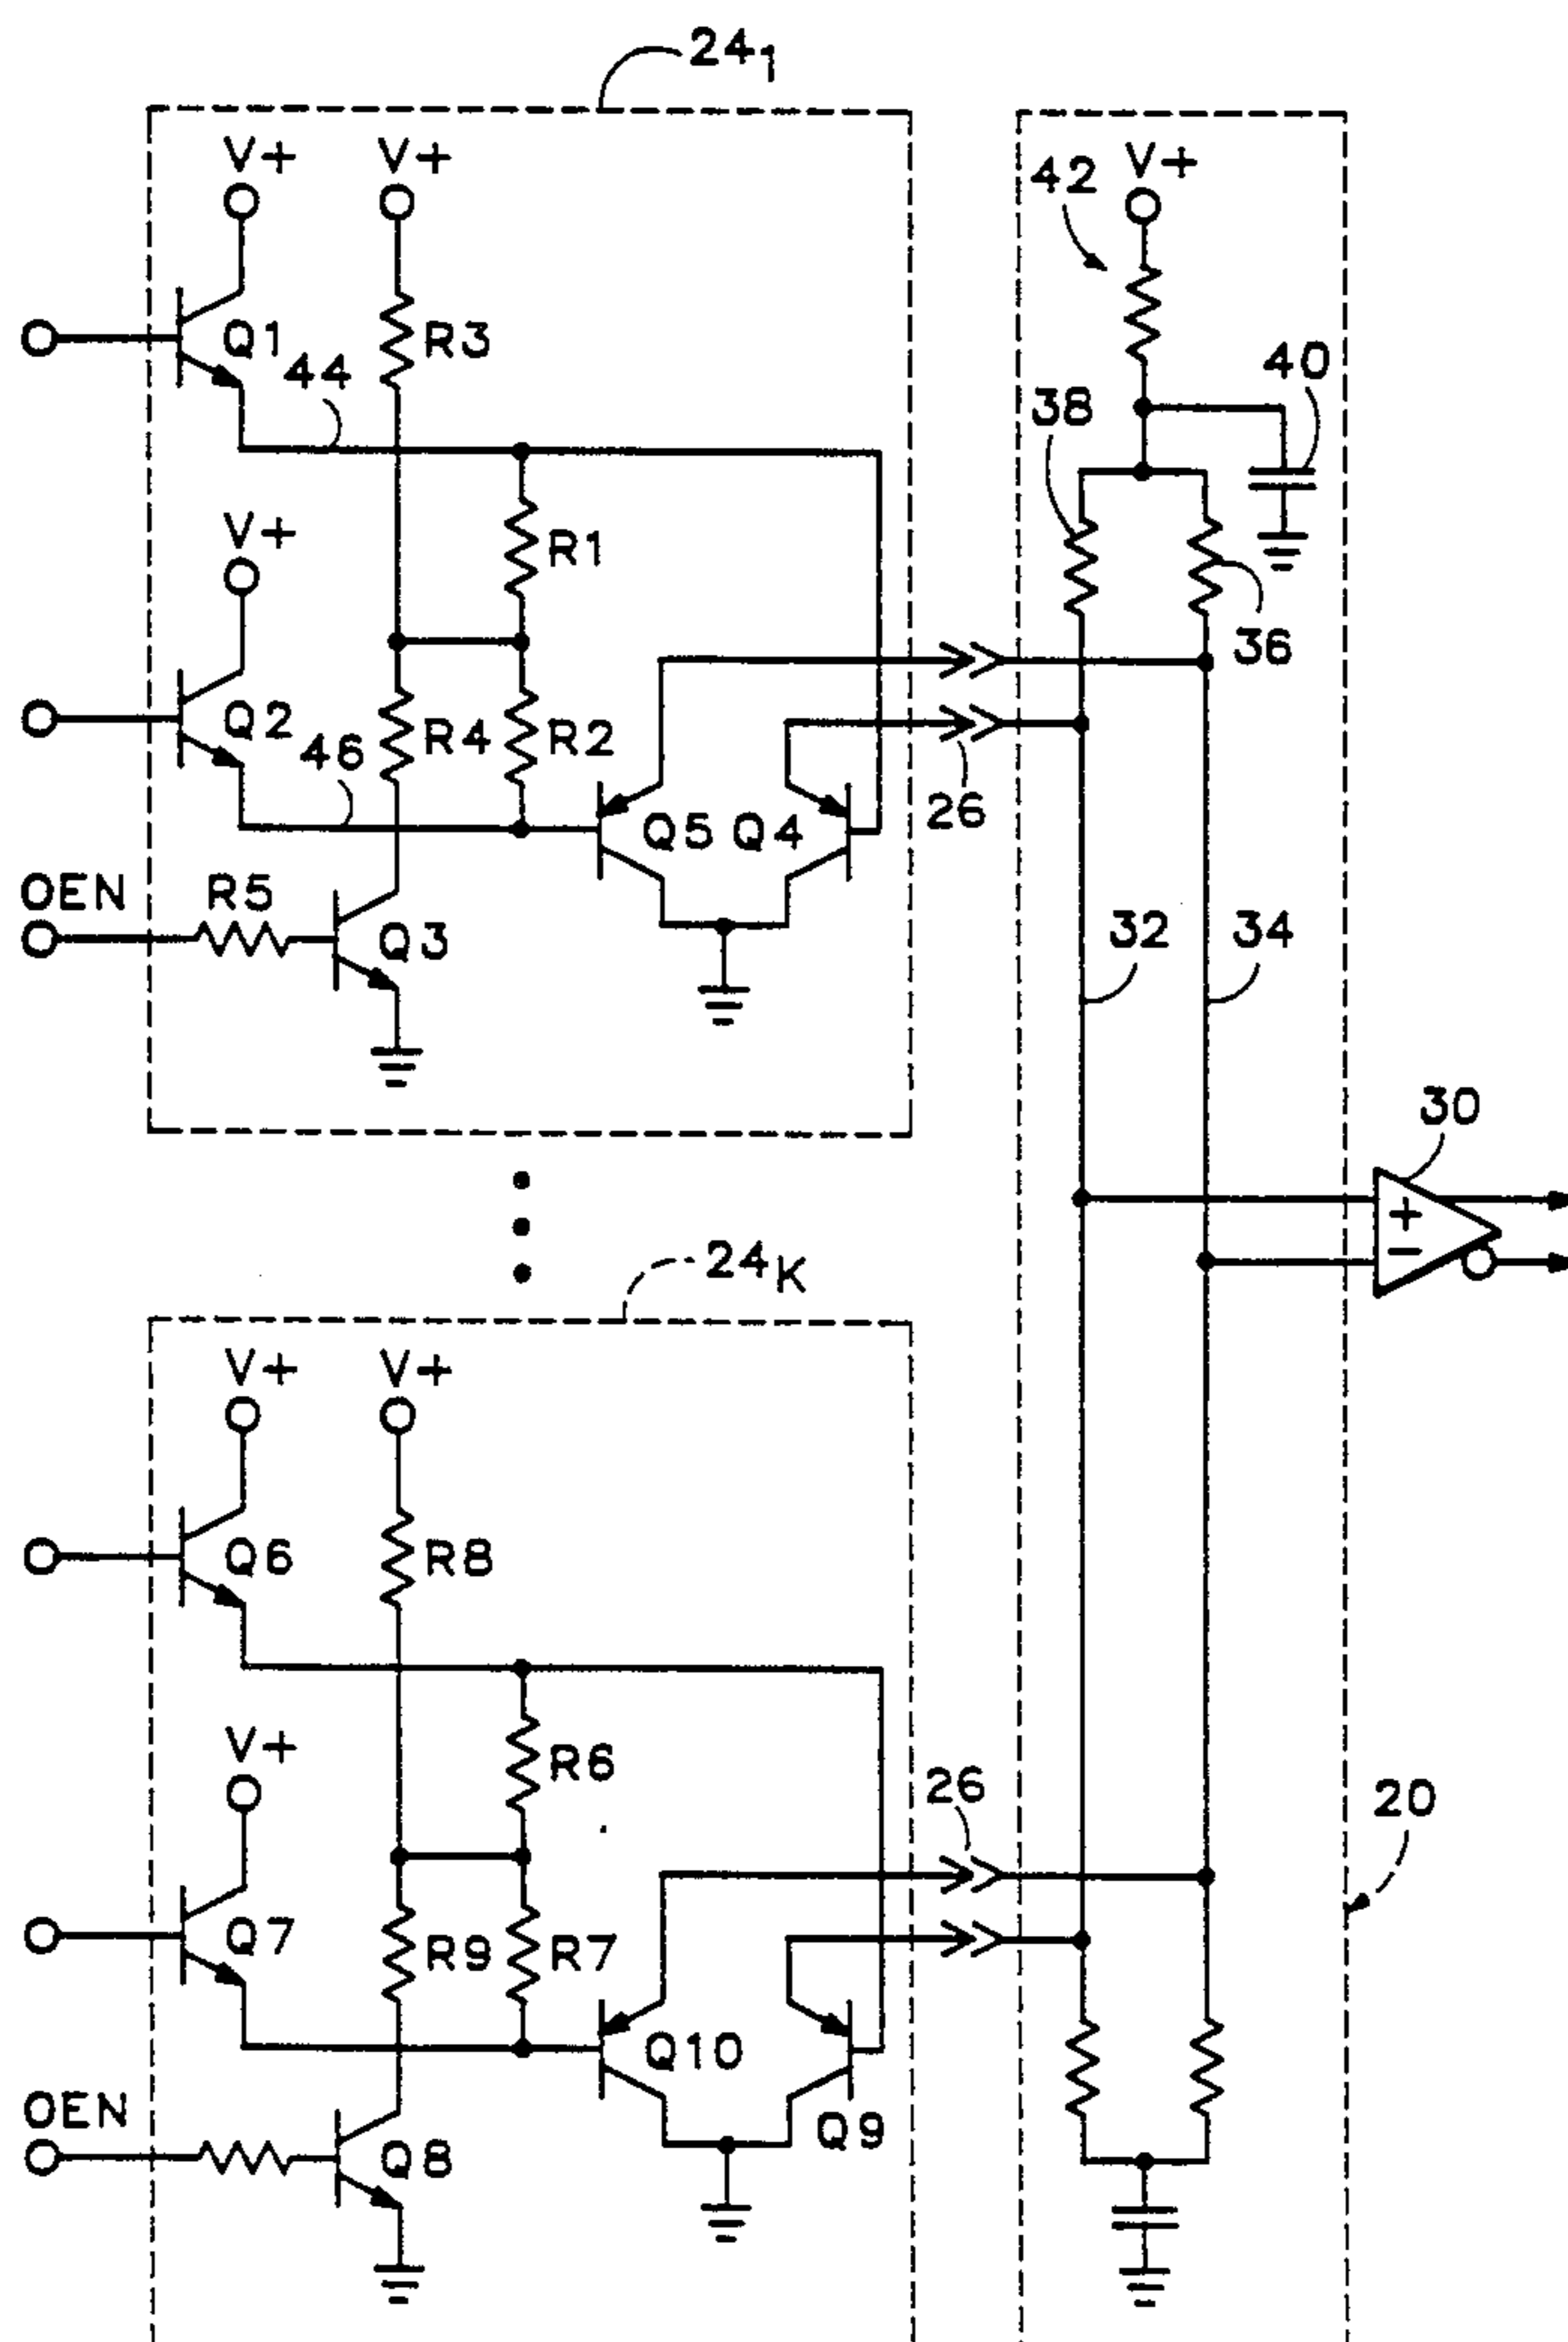 24₁
V+ V+
42 V+
Q1
R3
44
40
38
V+
R1
36
Q2
R4 R2
46
26
Q5 Q4
OEN R5
Q3
32 34
30
+
−
24K
V+ V+
Q6
R8
V+
R6
26
20
Q7
R9 R7
Q10
OEN
Q9
Q8